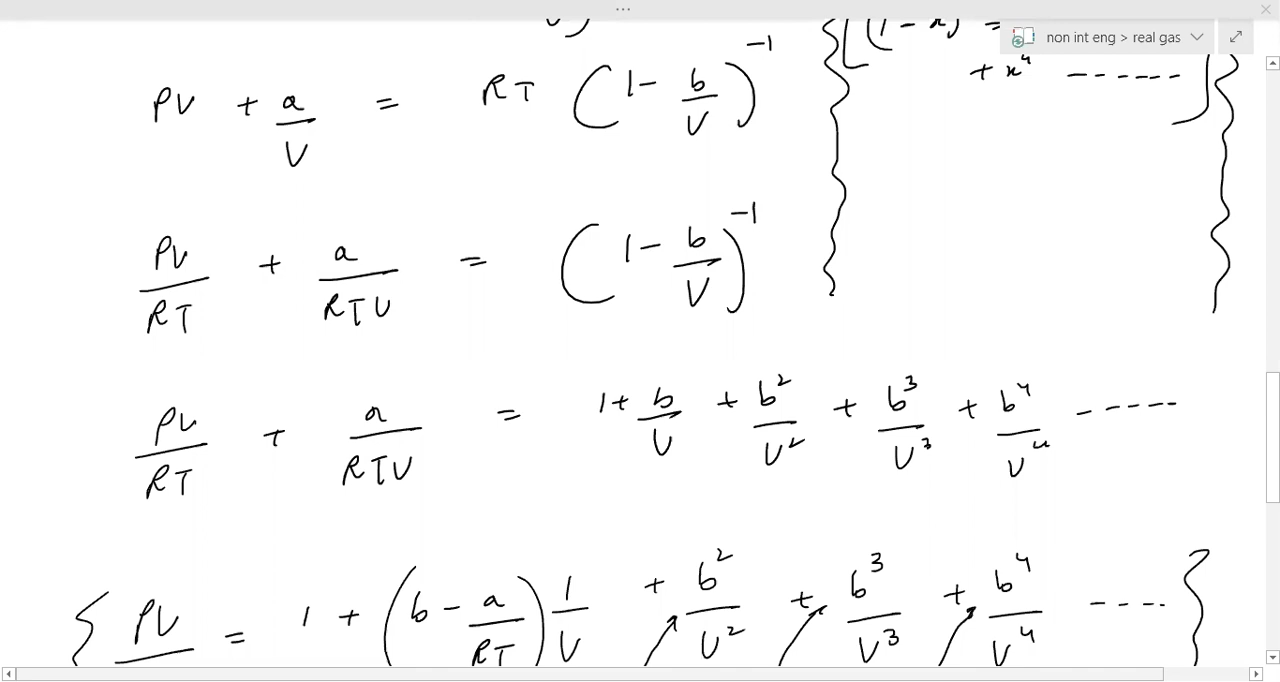 non int eng > real gas
(1 - x) =
+ x⁴ ------
PV + a/V = RT (1 - b/V)⁻¹
PV/RT + a/RTV = (1 - b/V)⁻¹
PV/RT + a/RTV = 1 + b/V + b²/V² + b³/V³ + b⁴/V⁴ -----
{ PV = 1 + (b - a/RT) 1/V + b²/V² + b³/V³ + b⁴/V⁴ ---- }